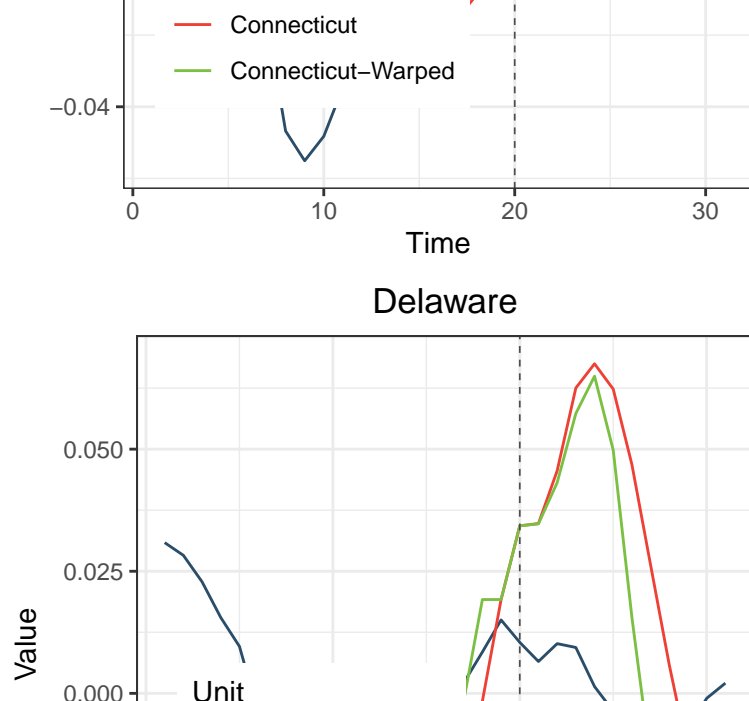 Connecticut
Connecticut−Warped
−0.04
0 10 20 30
Time
Delaware
0.050
0.025
Value
Unit
0.000